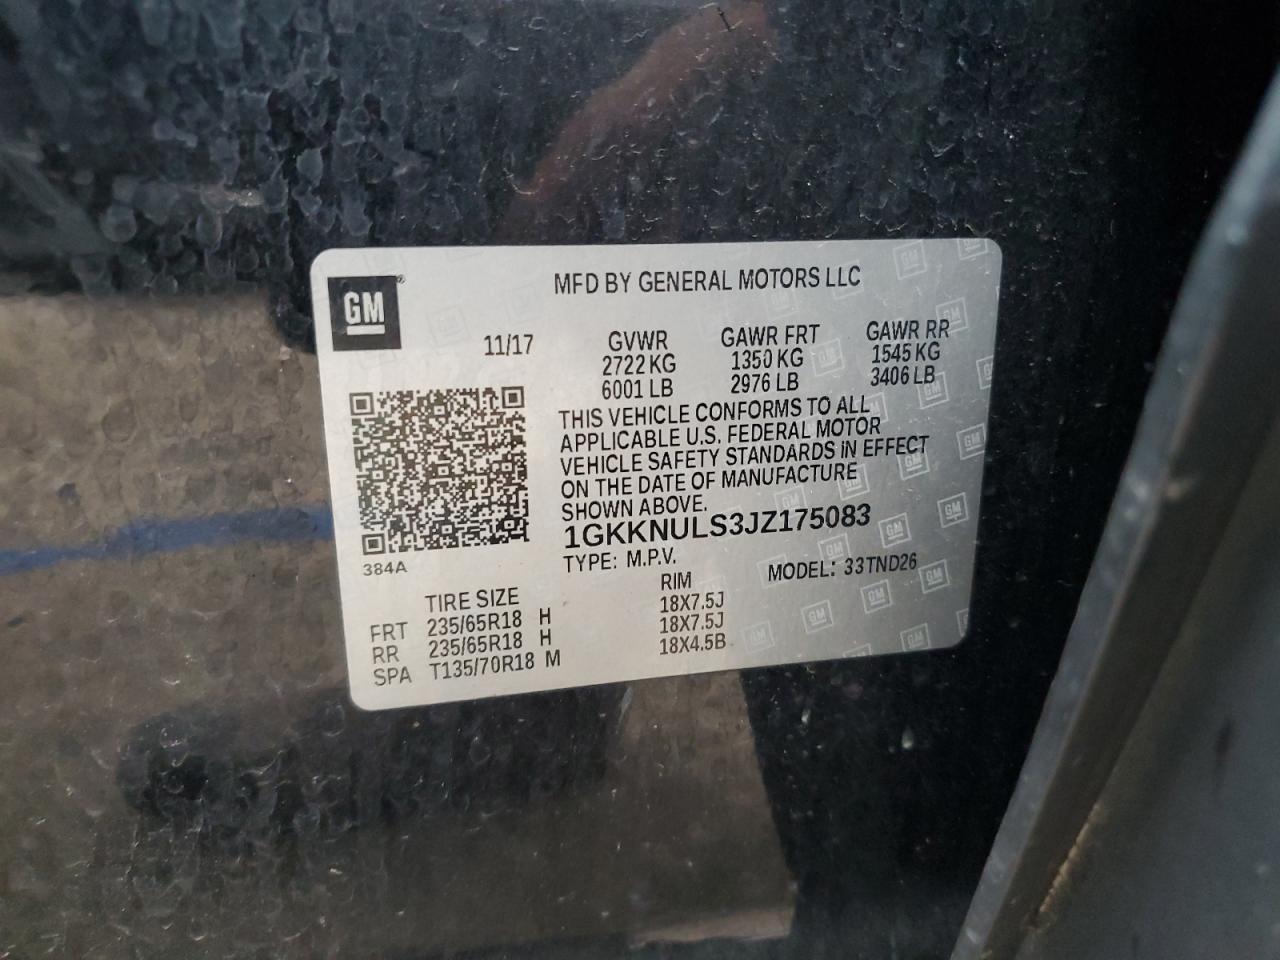 MFD BY GENERAL MOTORS LLC
GM®
11/17
GVWR GAWR FRT GAWR RR
2722 KG 1350 KG 1545 KG
6001 LB 2976 LB 3406 LB
THIS VEHICLE CONFORMS TO ALL
APPLICABLE U.S. FEDERAL MOTOR
VEHICLE SAFETY STANDARDS IN EFFECT
ON THE DATE OF MANUFACTURE
SHOWN ABOVE.
1GKKNULS3JZ175083
384A
TYPE: M.P.V. MODEL: 33TND26
TIRE SIZE RIM
FRT 235/65R18 H 18X7.5J
RR 235/65R18 H 18X7.5J
SPA T135/70R18 M 18X4.5B